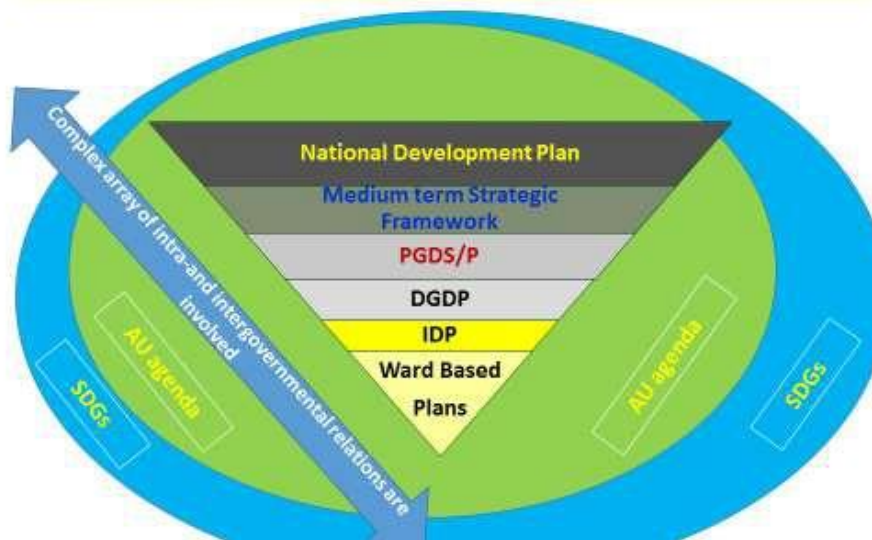 National Development Plan
Medium term Strategic
Framework
PGDS/P
DGDP
IDP
Ward Based
Plans
Complex array of intra-and intergovernmental relations are
involved
AU agenda
SDGs
AU agenda
SDGs